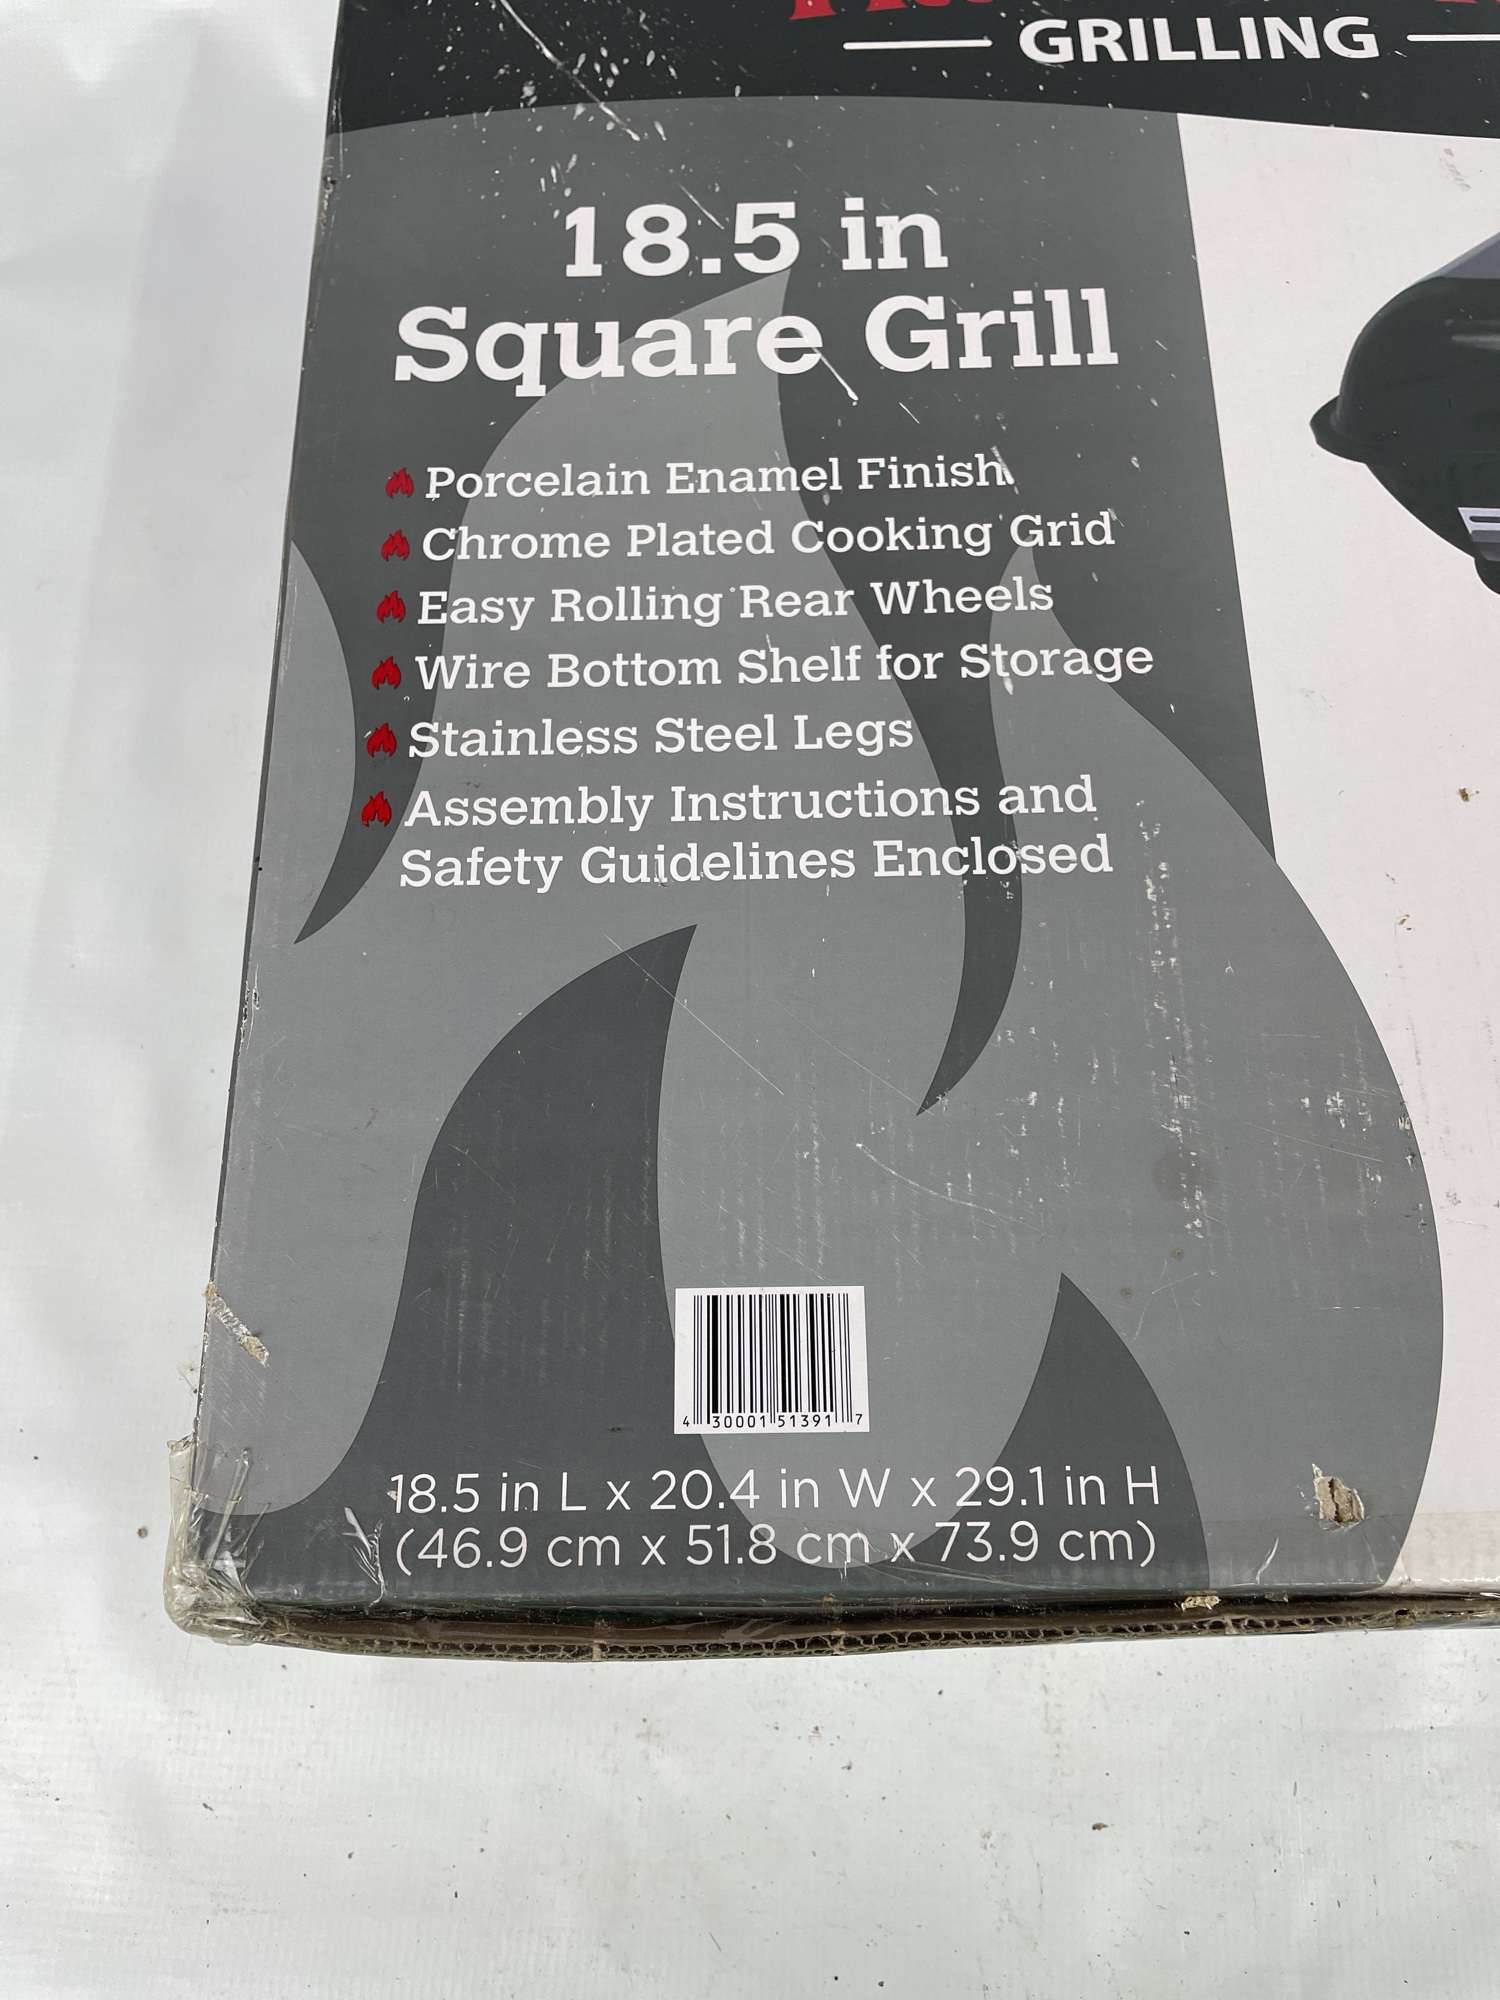 GRILLING
18.5 in
Square Grill
Porcelain Enamel Finish
Chrome Plated Cooking Grid
Easy Rolling Rear Wheels
Wire Bottom Shelf for Storage
Stainless Steel Legs
Assembly Instructions and
Safety Guidelines Enclosed
4 30001 51391 7
18.5 in L x 20.4 in W x 29.1 in H
(46.9 cm x 51.8 cm x 73.9 cm)